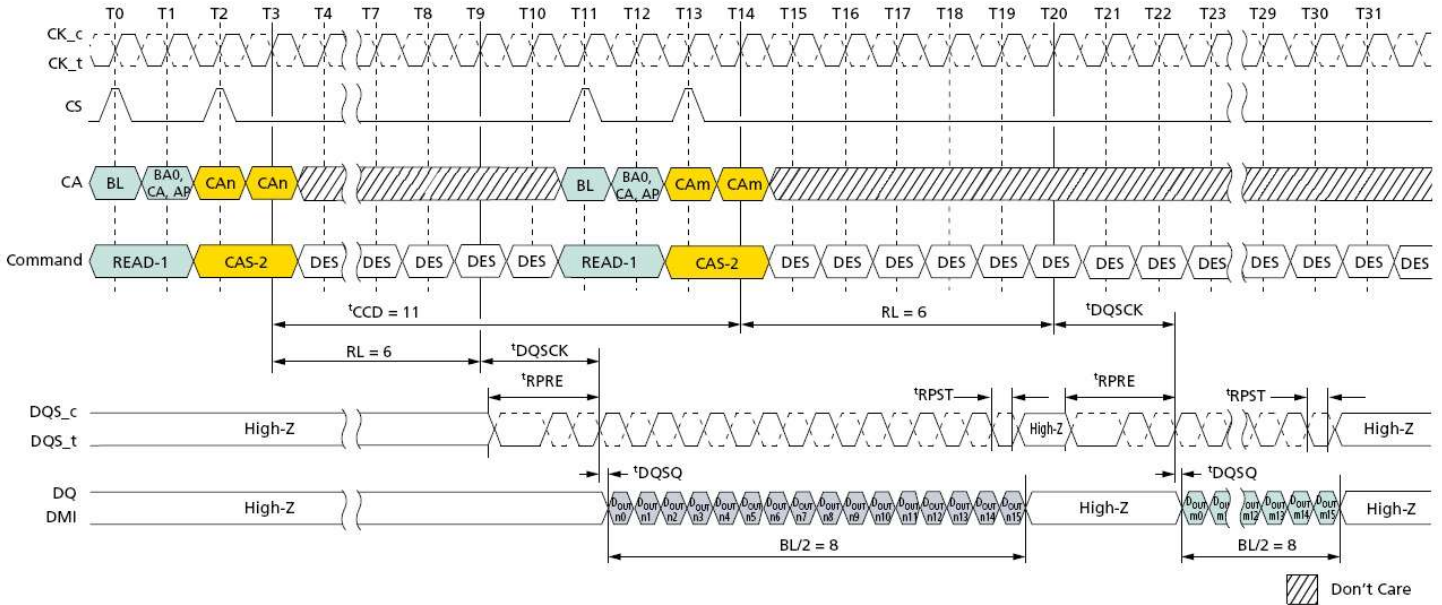 T0 T1 T2 T3 T4 T7 T8 T9 T10 T11 T12 T13 T14 T15 T16 T17 T18 T19 T20 T21 T22 T23 T29 T30 T31
CK_c
CK_t
CS
CA BL BA0, CA, AP CAn CAn BL BA0, CA, AP CAm CAm
Command READ-1 CAS-2 DES DES DES DES DES READ-1 CAS-2 DES DES DES DES DES DES DES DES DES DES DES DES DES
tCCD = 11 RL = 6 tDQSCK
RL = 6 tDQSCK
tRPRE tRPST tRPRE tRPST
DQS_c
DQS_t
High-Z High-Z High-Z
tDQSQ tDQSQ
DQ
DMI
High-Z DOUT n0 DOUT n1 DOUT n2 DOUT n3 DOUT n4 DOUT n5 DOUT n6 DOUT n7 DOUT n8 DOUT n9 DOUT n10 DOUT n11 DOUT n12 DOUT n13 DOUT n14 DOUT n15 High-Z DOUT m0 DOUT m DOUT m12 DOUT m13 DOUT m14 DOUT m15 High-Z
BL/2 = 8 BL/2 = 8
Don't Care